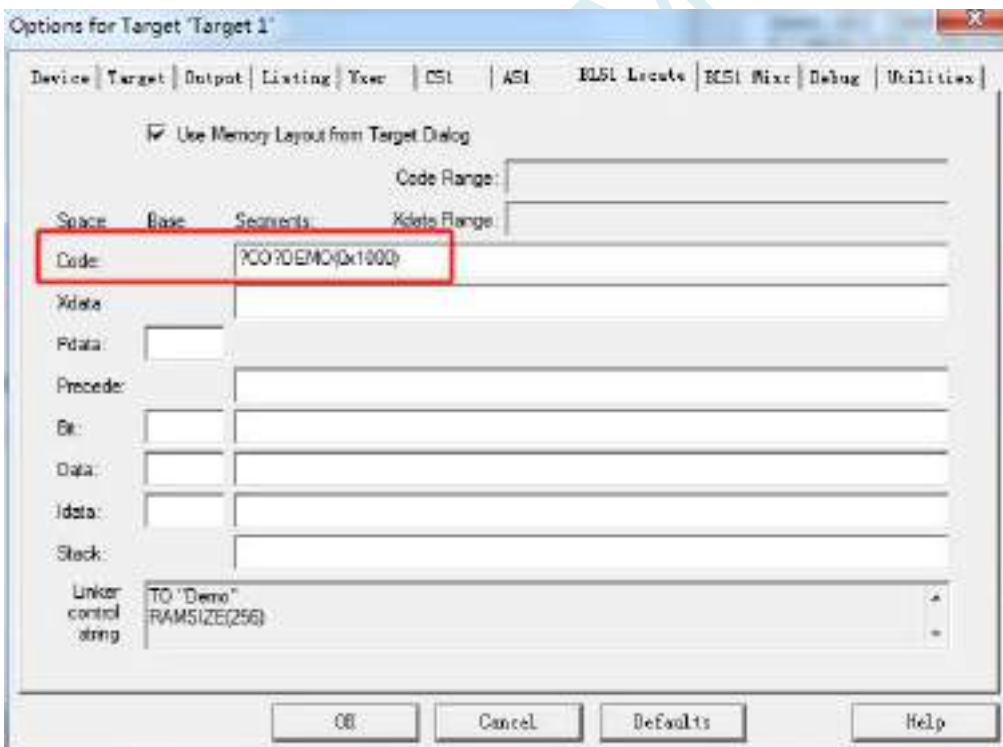 Options for Target 'Target 1'
Device Target Output Listing User C51 A51 BL51 Locate BL51 Misc Debug Utilities
Use Memory Layout from Target Dialog
Code Range:
Space Base Segments: Xdata Range:
Code: ?CO?DEMO(0x1000)
Xdata:
Pdata:
Precede:
Bit:
Data:
Idata:
Stack:
Linker control string
TO "Demo"
RAMSIZE(256)
OK Cancel Defaults Help